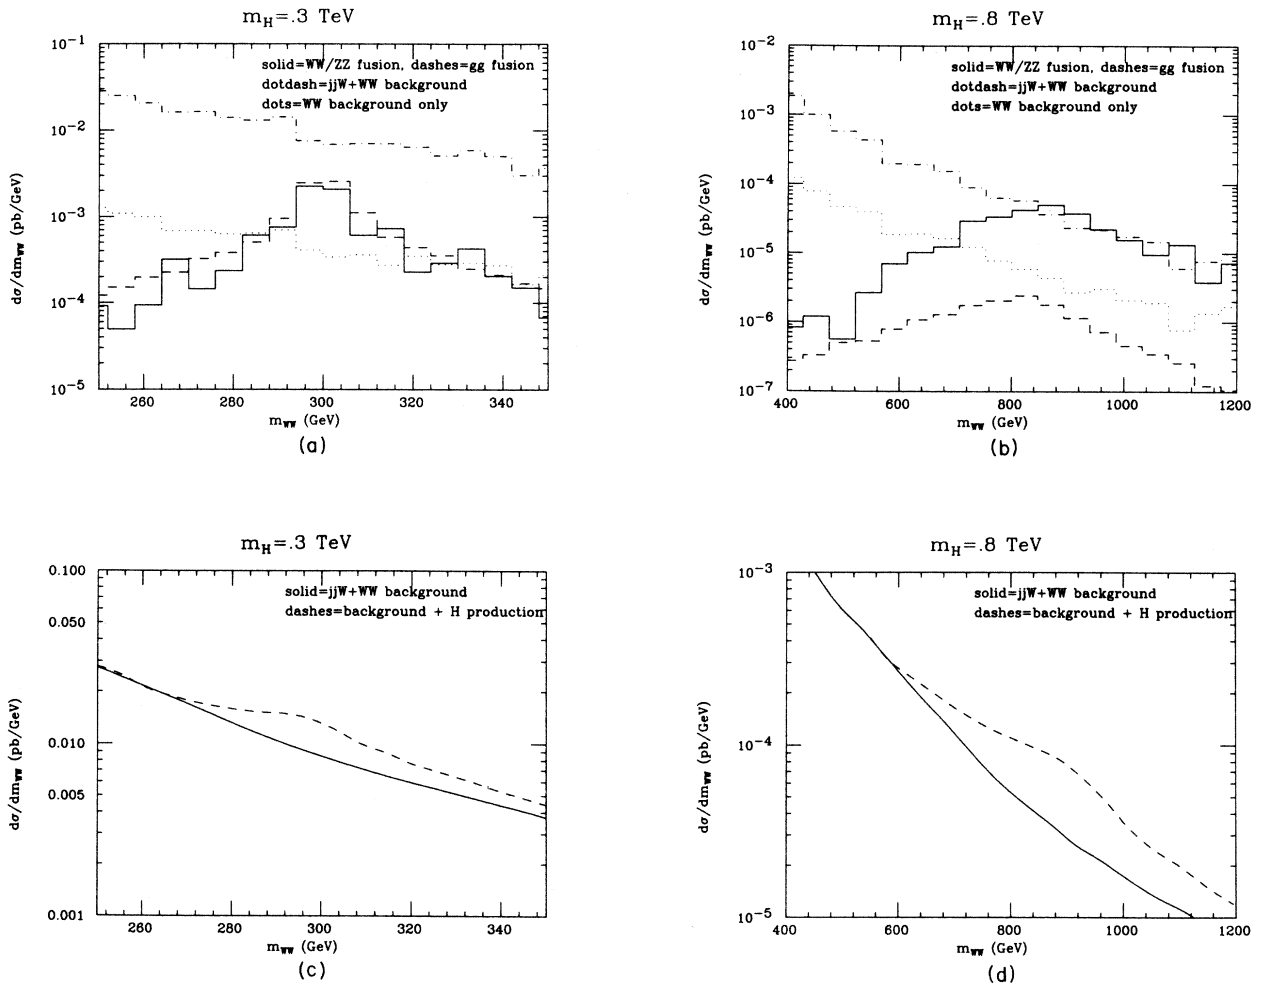 m_H=.3 TeV
solid=WW/ZZ fusion, dashes=gg fusion
dotdash=jjW+WW background
dots=WW background only
dσ/dm_WW (pb/GeV)
10^−1
10^−2
10^−3
10^−4
10^−5
260 280 300 320 340
m_WW (GeV)
(a)
m_H=.8 TeV
solid=WW/ZZ fusion, dashes=gg fusion
dotdash=jjW+WW background
dots=WW background only
dσ/dm_WW (pb/GeV)
10^−2
10^−3
10^−4
10^−5
10^−6
10^−7
400 600 800 1000 1200
m_WW (GeV)
(b)
m_H=.3 TeV
solid=jjW+WW background
dashes=background + H production
dσ/dm_WW (pb/GeV)
0.100
0.050
0.010
0.005
0.001
260 280 300 320 340
m_WW (GeV)
(c)
m_H=.8 TeV
solid=jjW+WW background
dashes=background + H production
dσ/dm_WW (pb/GeV)
10^−3
10^−4
10^−5
400 600 800 1000 1200
m_WW (GeV)
(d)